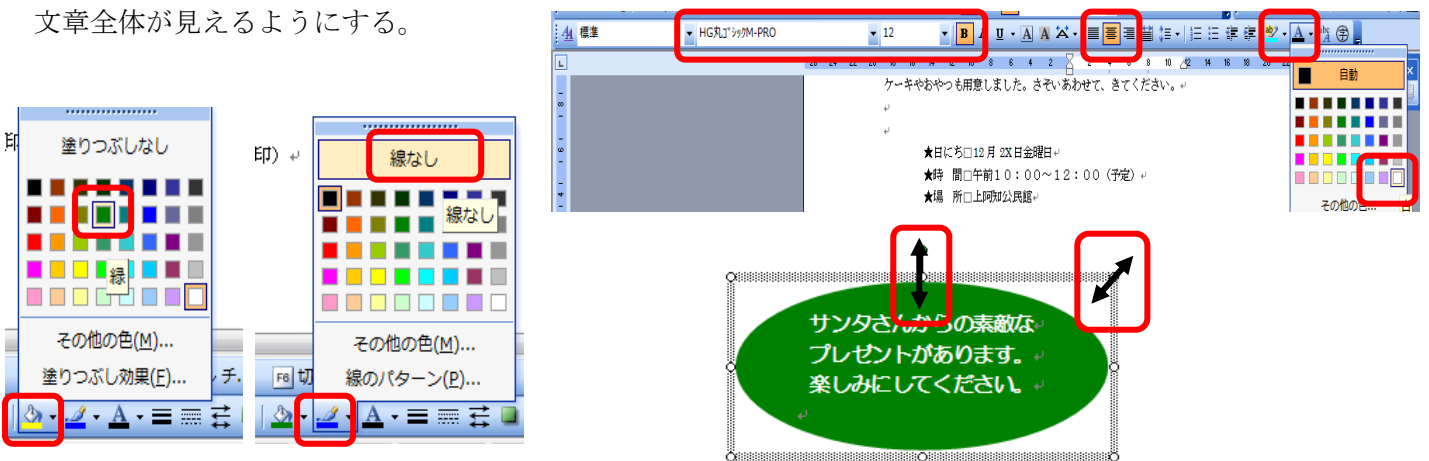 文章全体が見えるようにする。
標準 HG丸ｺﾞｼｯｸM-PRO 12 B U A A A
自動
ケーキやおやつも用意しました。さそいあわせて、きてください。
★日にち□12月 2X日金曜日
★時　間□午前１０：００～１２：００（予定）
★場　所□上阿知公民館
その他の色...
塗りつぶしなし
緑
その他の色(M)...
塗りつぶし効果(F)...
チ.
印）
線なし
線なし
その他の色(M)...
線のパターン(P)...
F6 切
サンタさんからの素敵な
プレゼントがあります。
楽しみにしてください。